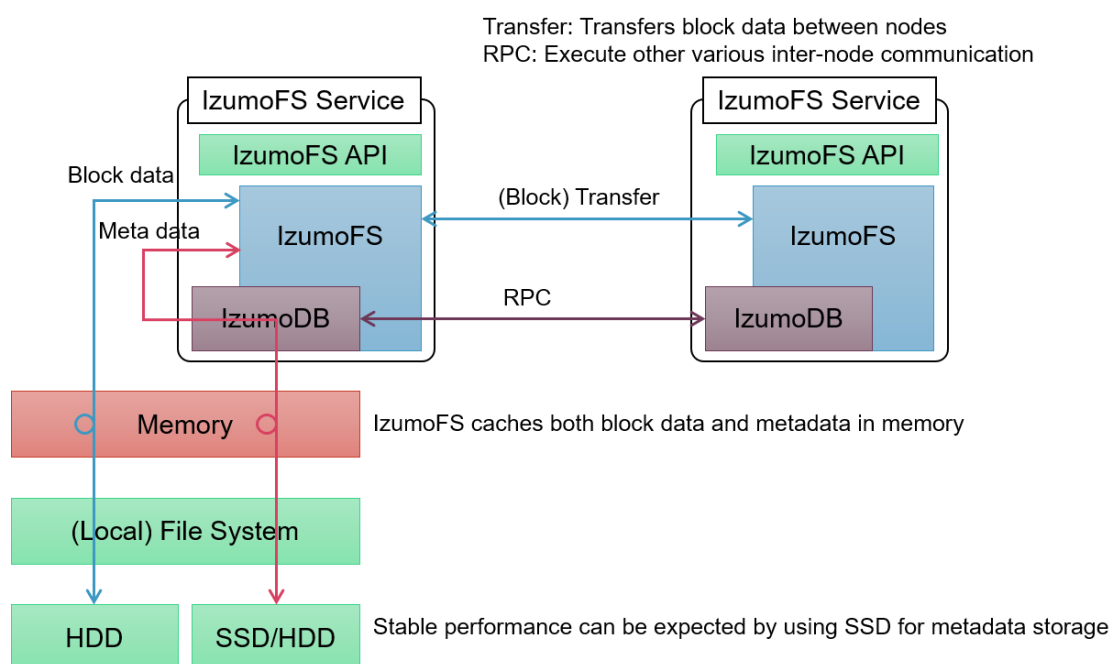 Transfer: Transfers block data between nodes
RPC: Execute other various inter-node communication
IzumoFS Service
IzumoFS Service
IzumoFS API
IzumoFS API
Block data
(Block) Transfer
Meta data
IzumoFS
IzumoFS
RPC
IzumoDB
IzumoDB
Memory
IzumoFS caches both block data and metadata in memory
(Local) File System
HDD
SSD/HDD
Stable performance can be expected by using SSD for metadata storage